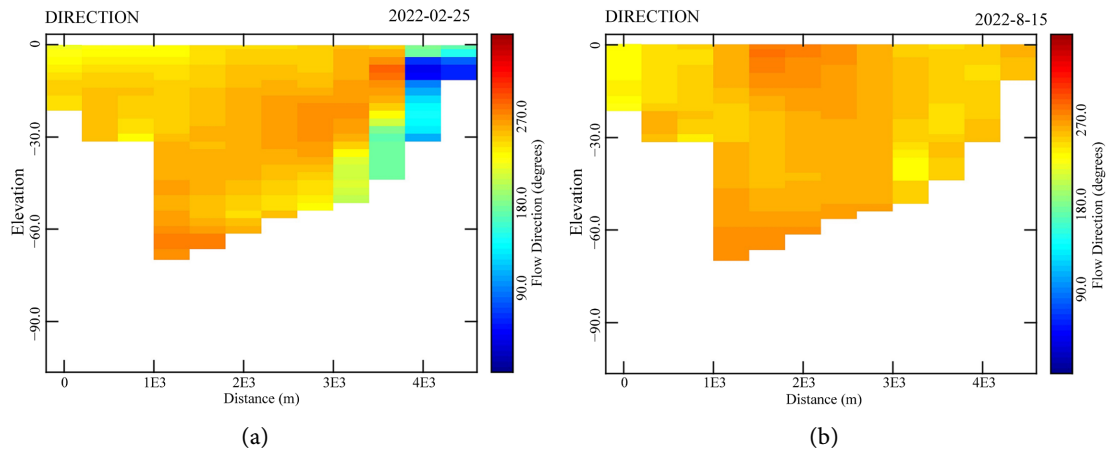 DIRECTION 2022-02-25
0
−30.0
−60.0
−90.0
Elevation
0 1E3 2E3 3E3 4E3
Distance (m)
270.0
180.0
90.0
Flow Direction (degrees)
(a)
DIRECTION 2022-8-15
0
−30.0
−60.0
−90.0
Elevation
0 1E3 2E3 3E3 4E3
Distance (m)
270.0
180.0
90.0
Flow Direction (degrees)
(b)